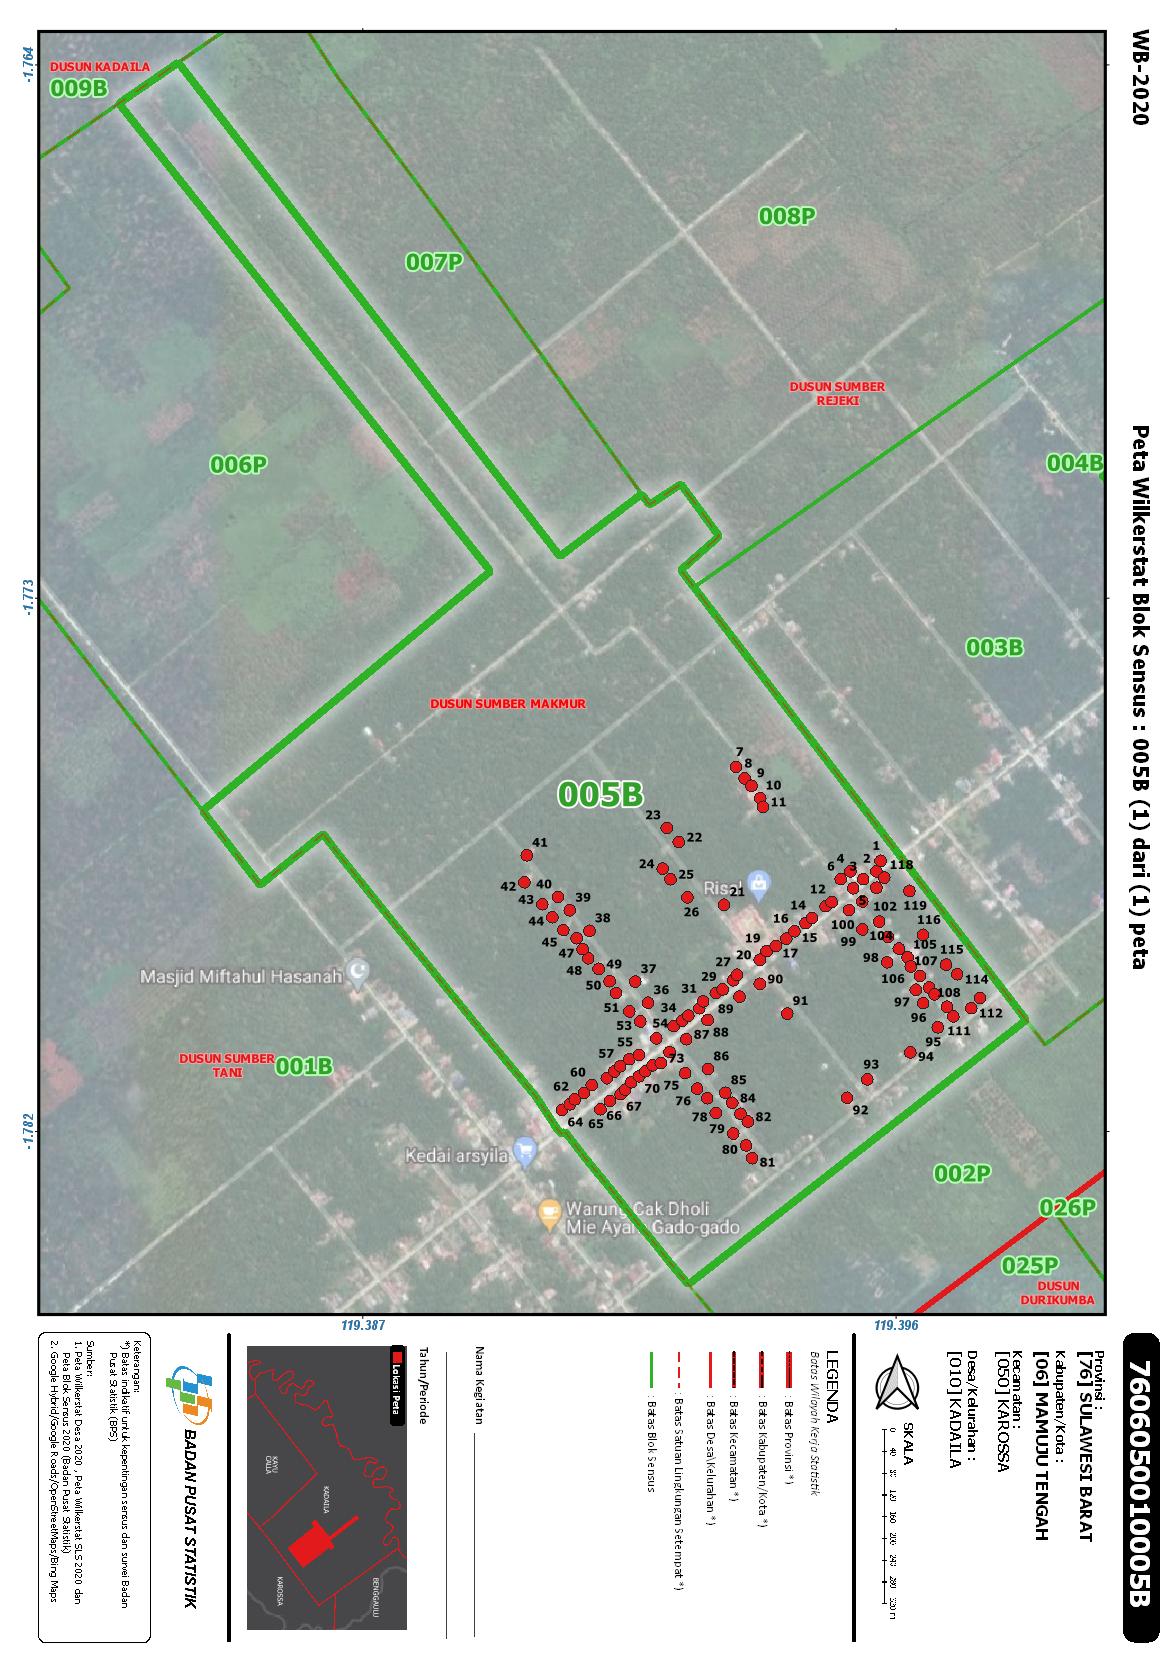 WB-2020
Peta Wilkerstat Blok Sensus : 005B (1) dari (1) peta
7606050010005B
-1.764
-1.773
-1.782
119.387
119.396
DUSUN KADAILA
009B
008P
007P
DUSUN SUMBER
REJEKI
004B
006P
003B
DUSUN SUMBER MAKMUR
005B
Risal
Masjid Miftahul Hasanah
DUSUN SUMBER
TANI
001B
Kedai arsyila
Warung Cak Dholi
Mie Ayam Gado-gado
002P
026P
025P
DUSUN
DURIKUMBA
7
8
9
10
11
23
22
24
25
26
21
41
42
40
43
39
44
38
45
47
48
49
50
37
36
51
53
34
54
31
29
27
20
19
17
16
15
14
12
6
4
3
2
1
5
118
119
102
100
99
104
116
105
115
98
107
114
106
108
97
112
96
111
95
94
93
92
90
91
89
88
87
86
85
84
82
81
80
79
78
76
75
73
70
67
66
65
64
62
60
57
55
Provinsi :
[76] SULAWESI BARAT
Kabupaten/Kota :
[06] MAMUJU TENGAH
Kecamatan :
[050] KAROSSA
Desa/Kelurahan :
[010] KADAILA
SKALA
0 40 80 120 160 200 240 280 320 m
LEGENDA
Batas Wilayah Kerja Statistik
: Batas Provinsi *)
: Batas Kabupaten/Kota *)
: Batas Kecamatan *)
: Batas Desa\Kelurahan *)
: Batas Satuan Lingkungan Setempat *)
: Batas Blok Sensus
Nama Kegiatan
Tahun/Periode
Lokasi Peta
BENGGAULU
KADAILA
KAYU
CALLA
KAROSSA
BADAN PUSAT STATISTIK
Keterangan:
*) Batas indikatif untuk kepentingan sensus dan survei Badan
Pusat Statistik (BPS)
Sumber:
1. Peta Wilkerstat Desa 2020 , Peta Wilkerstat SLS 2020 dan
Peta Blok Sensus 2020 (Badan Pusat Statistik)
2. Google Hybrid/Google Roads/OpenStreetMaps/Bing Maps